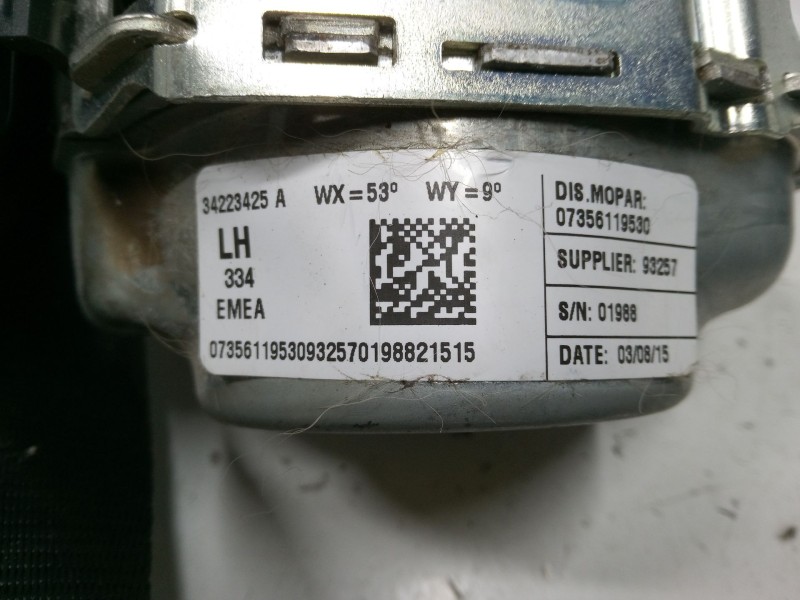 34223425 A WX = 53° WY = 9°
LH
334
EMEA
07356119530932570198821515
DIS.MOPAR:
07356119530
SUPPLIER: 93257
S/N: 01988
DATE: 03/08/15